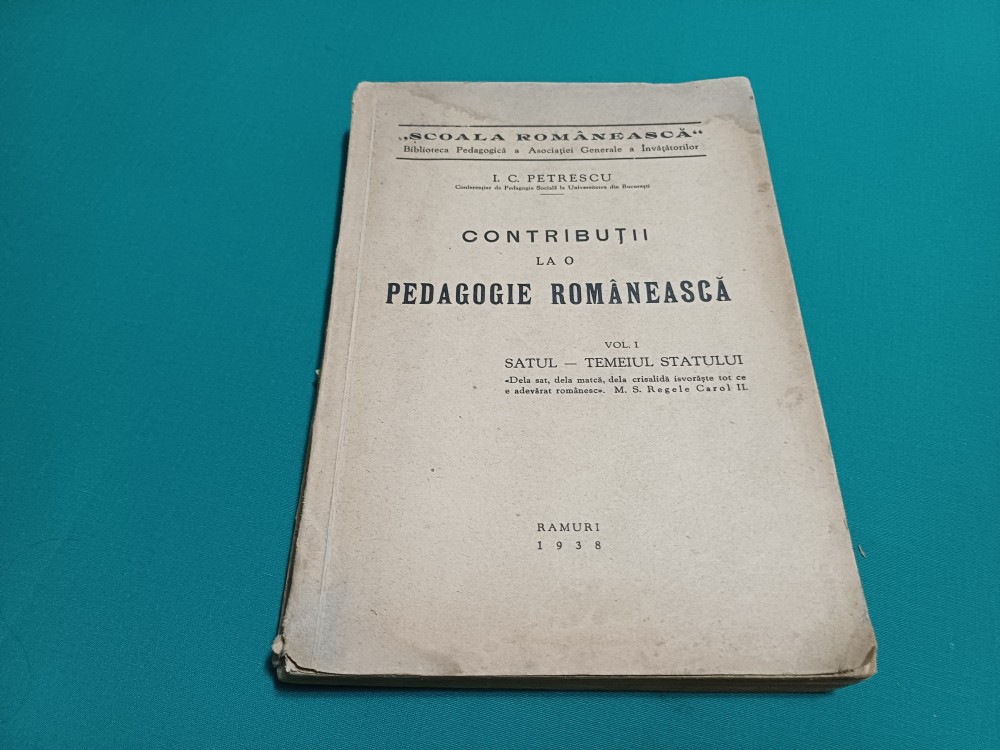 „ȘCOALA ROMÂNEASCĂ“
Biblioteca Pedagogică a Asociației Generale a Învățătorilor
I. C. PETRESCU
Conferențiar de Pedagogie Socială la Universitatea din București
CONTRIBUȚII
LA O
PEDAGOGIE ROMÂNEASCĂ
VOL. I
SATUL — TEMEIUL STATULUI
«Dela sat, dela matcă, dela crisalidă isvorăște tot ce
e adevărat românesc». M. S. Regele Carol II.
RAMURI
1938